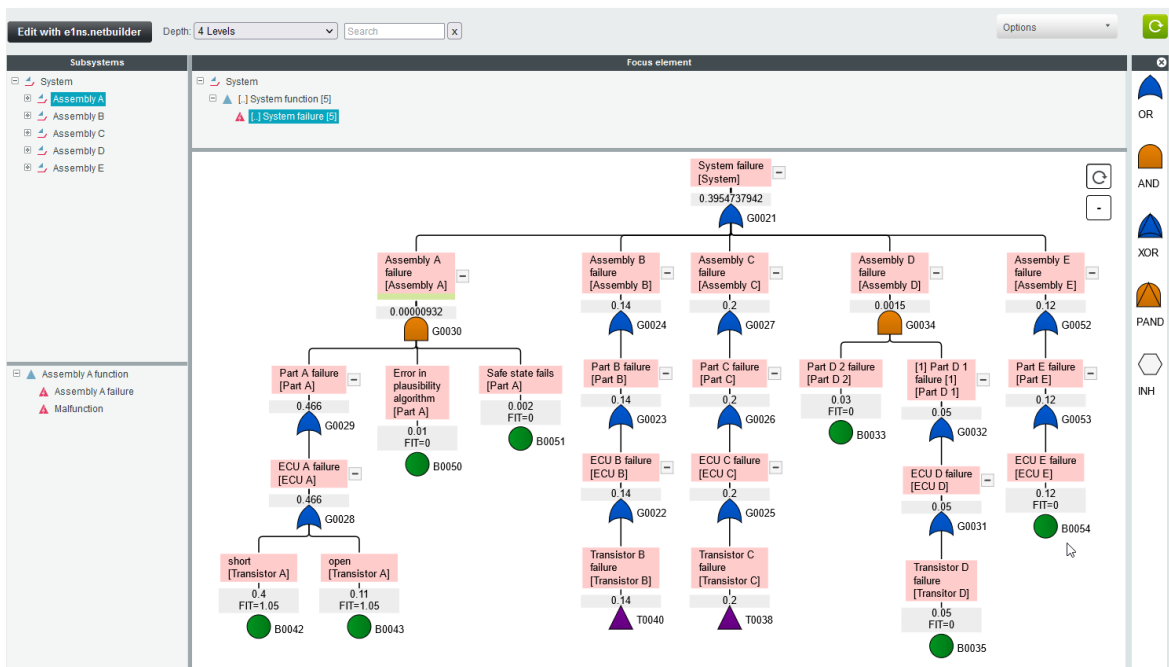 Edit with e1ns.netbuilder
Depth: 4 Levels
Search
x
Options
Subsystems
System
Assembly A
Assembly B
Assembly C
Assembly D
Assembly E
Assembly A function
Assembly A failure
Malfunction
Focus element
System
[..] System function [5]
[..] System failure [5]
System failure
[System]
0.3954737942
G0021
Assembly A
failure
[Assembly A]
0.00000932
G0030
Assembly B
failure
[Assembly B]
0.14
G0024
Assembly C
failure
[Assembly C]
0.2
G0027
Assembly D
failure
[Assembly D]
0.0015
G0034
Assembly E
failure
[Assembly E]
0.12
G0052
Part A failure
[Part A]
0.466
G0029
Error in
plausibility
algorithm
[Part A]
0.01
FIT=0
B0050
Safe state fails
[Part A]
0.002
FIT=0
B0051
Part B failure
[Part B]
0.14
G0023
Part C failure
[Part C]
0.2
G0026
Part D 2 failure
[Part D 2]
0.03
FIT=0
B0033
[1] Part D 1
failure [1]
[Part D 1]
0.05
G0032
Part E failure
[Part E]
0.12
G0053
ECU A failure
[ECU A]
0.466
G0028
ECU B failure
[ECU B]
0.14
G0022
ECU C failure
[ECU C]
0.2
G0025
ECU D failure
[ECU D]
0.05
G0031
ECU E failure
[ECU E]
0.12
FIT=0
B0054
short
[Transistor A]
0.4
FIT=1.05
B0042
open
[Transistor A]
0.11
FIT=1.05
B0043
Transistor B
failure
[Transistor B]
0.14
T0040
Transistor C
failure
[Transistor C]
0.2
T0038
Transistor D
failure
[Transitor D]
0.05
FIT=0
B0035
OR
AND
XOR
PAND
INH